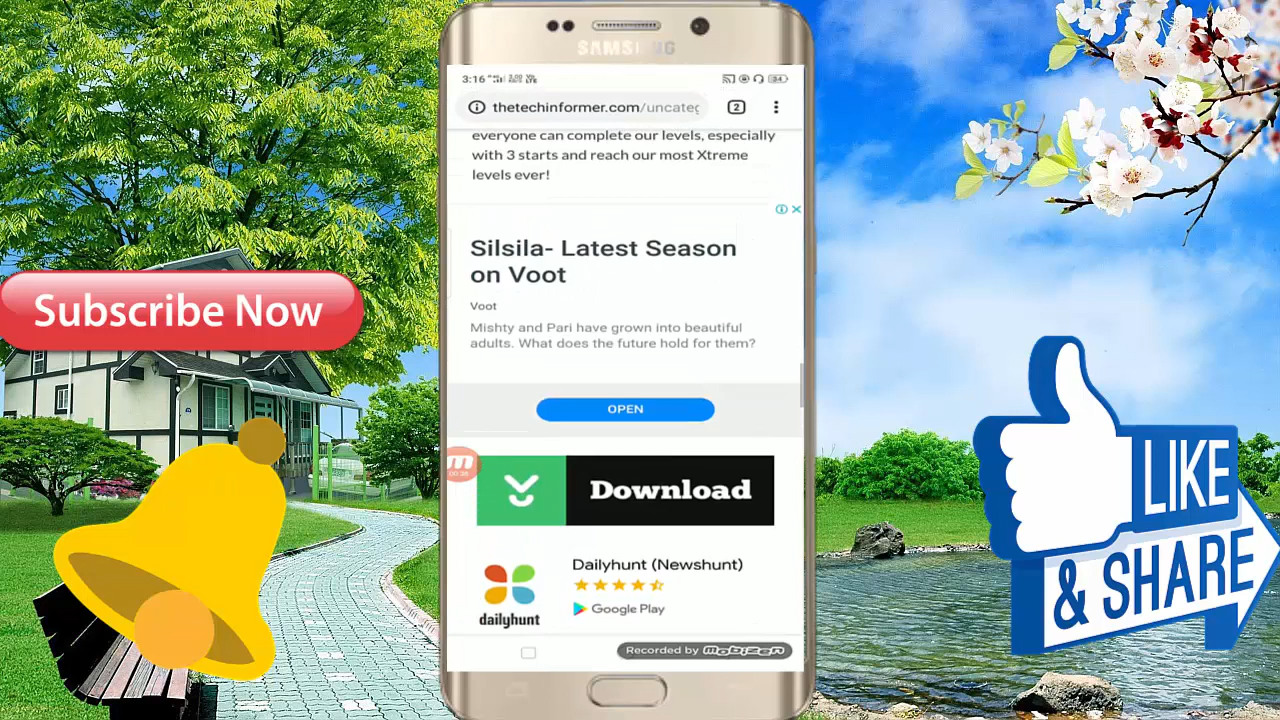 SAMSUNG
3:16
34
thetechinformer.com/uncateg
2
everyone can complete our levels, especially
with 3 starts and reach our most Xtreme
levels ever!
Silsila- Latest Season
on Voot
Voot
Mishty and Pari have grown into beautiful
adults. What does the future hold for them?
OPEN
Subscribe Now
00:38
Download
LIKE
& SHARE
Dailyhunt (Newshunt)
Google Play
dailyhunt
Recorded by mobizen